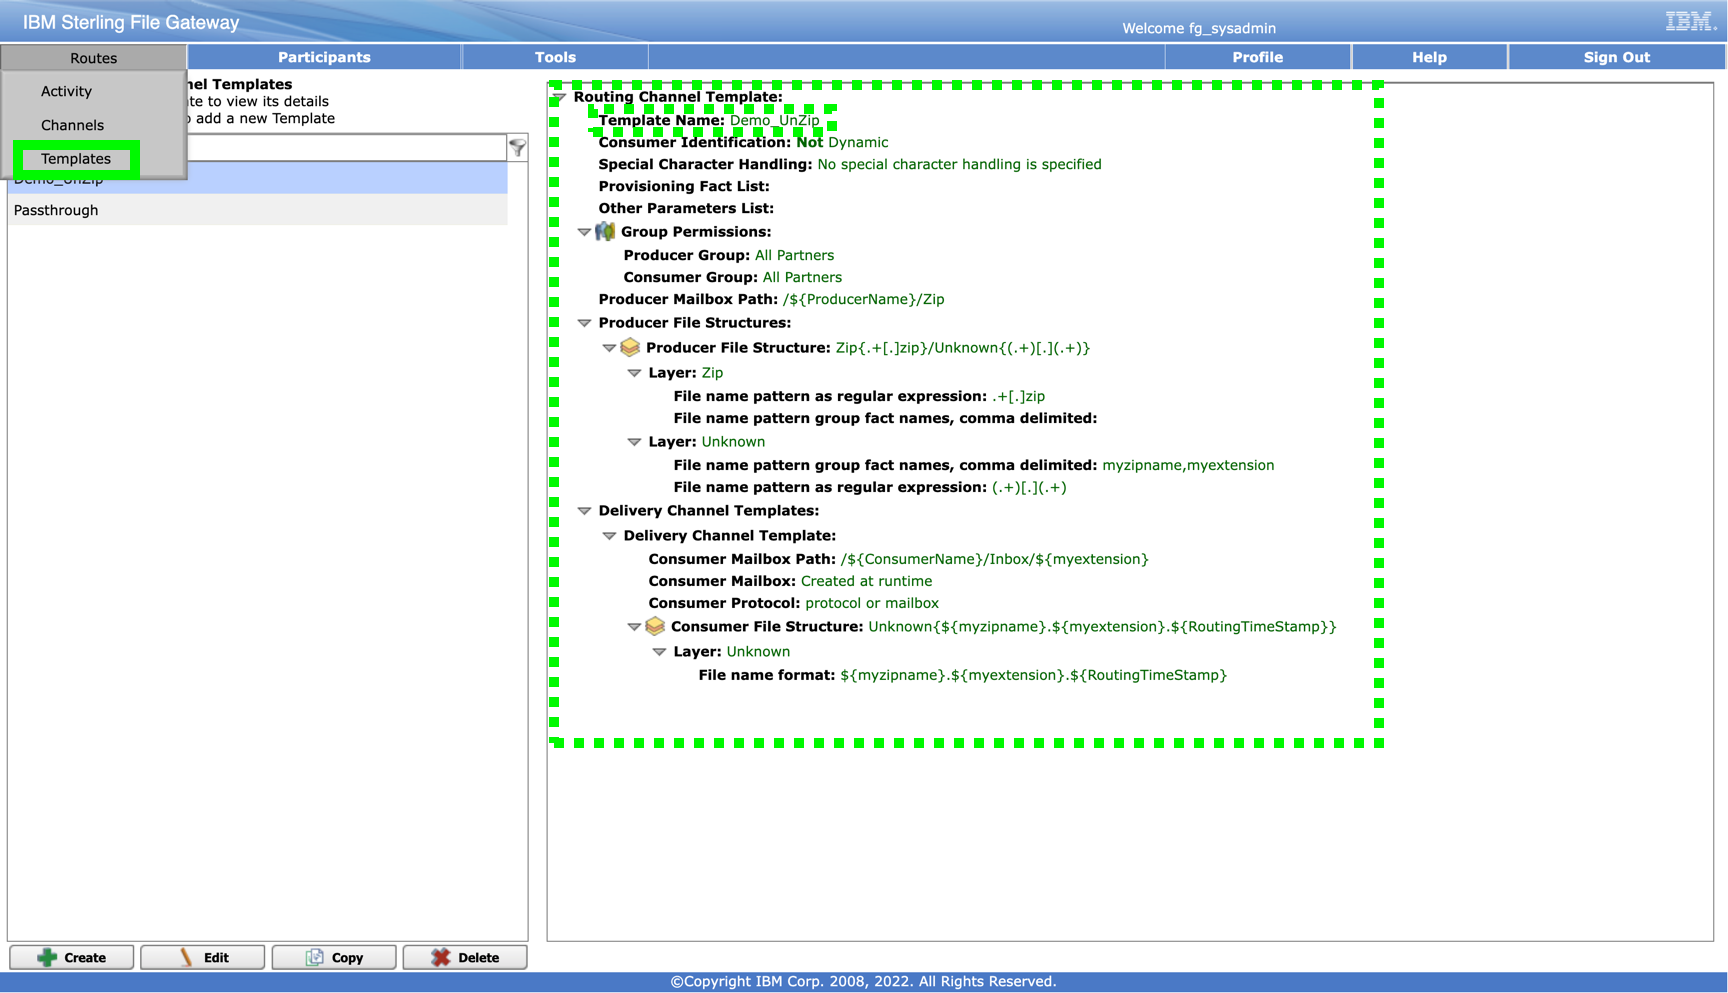 IBM Sterling File Gateway
Welcome fg_sysadmin
IBM.
Routes
Participants
Tools
Profile
Help
Sign Out
Activity
Channels
Templates
nel Templates
te to view its details
add a new Template
Demo_UnZip
Passthrough
Routing Channel Template:
Template Name: Demo_UnZip
Consumer Identification: Not Dynamic
Special Character Handling: No special character handling is specified
Provisioning Fact List:
Other Parameters List:
Group Permissions:
Producer Group: All Partners
Consumer Group: All Partners
Producer Mailbox Path: /${ProducerName}/Zip
Producer File Structures:
Producer File Structure: Zip{.+[.]zip}/Unknown{(.+)[.](.+)}
Layer: Zip
File name pattern as regular expression: .+[.]zip
File name pattern group fact names, comma delimited:
Layer: Unknown
File name pattern group fact names, comma delimited: myzipname,myextension
File name pattern as regular expression: (.+)[.](.+)
Delivery Channel Templates:
Delivery Channel Template:
Consumer Mailbox Path: /${ConsumerName}/Inbox/${myextension}
Consumer Mailbox: Created at runtime
Consumer Protocol: protocol or mailbox
Consumer File Structure: Unknown{${myzipname}.${myextension}.${RoutingTimeStamp}}
Layer: Unknown
File name format: ${myzipname}.${myextension}.${RoutingTimeStamp}
Create
Edit
Copy
Delete
©Copyright IBM Corp. 2008, 2022. All Rights Reserved.